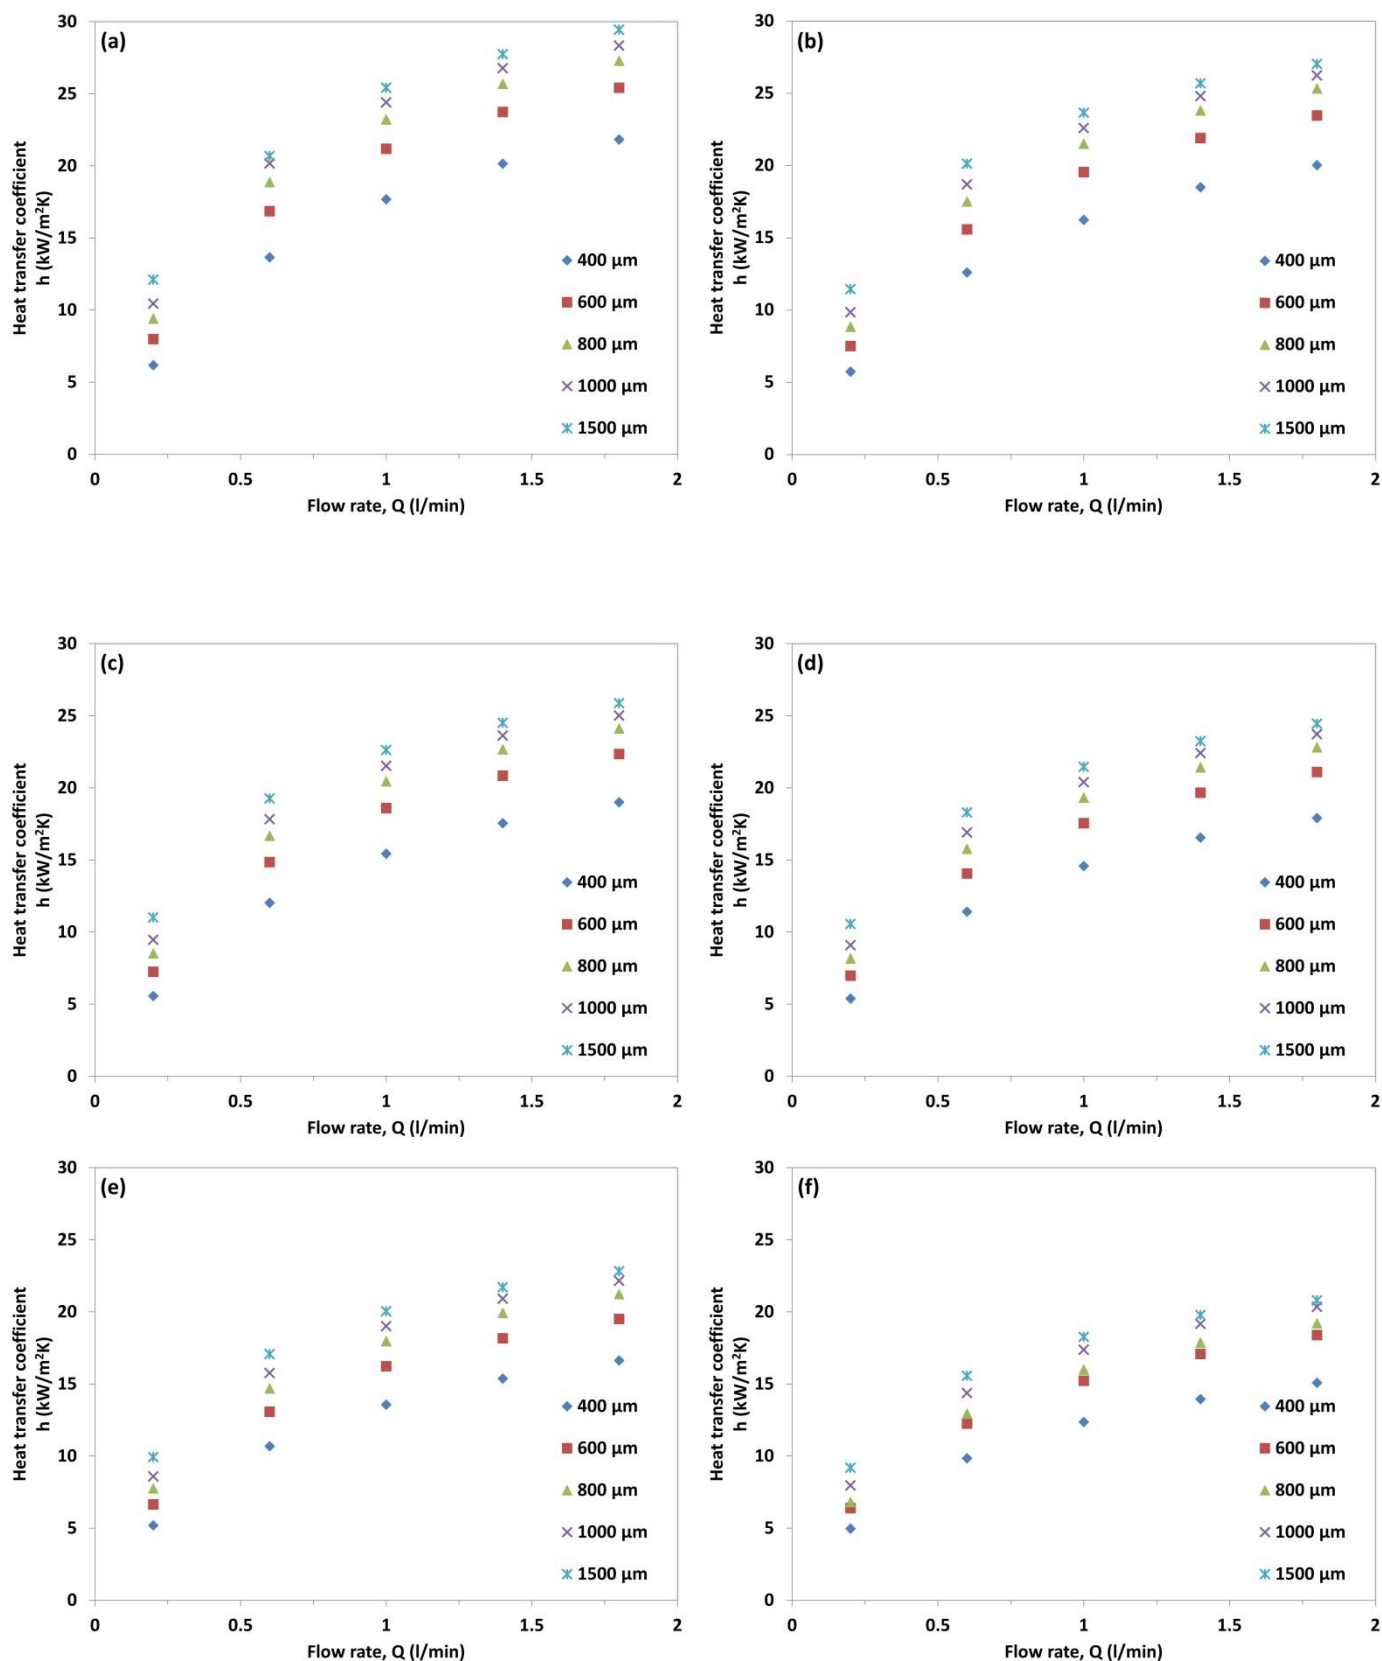 (a)
30
25
20
15
10
5
0
0 0.5 1 1.5 2
Heat transfer coefficient
h (kW/m²K)
Flow rate, Q (l/min)
400 µm
600 µm
800 µm
1000 µm
1500 µm
(b)
30
25
20
15
10
5
0
0 0.5 1 1.5 2
Heat transfer coefficient
h (kW/m²K)
Flow rate, Q (l/min)
400 µm
600 µm
800 µm
1000 µm
1500 µm
(c)
30
25
20
15
10
5
0
0 0.5 1 1.5 2
Heat transfer coefficient
h (kW/m²K)
Flow rate, Q (l/min)
400 µm
600 µm
800 µm
1000 µm
1500 µm
(d)
30
25
20
15
10
5
0
0 0.5 1 1.5 2
Heat transfer coefficient
h (kW/m²K)
Flow rate, Q (l/min)
400 µm
600 µm
800 µm
1000 µm
1500 µm
(e)
30
25
20
15
10
5
0
0 0.5 1 1.5 2
Heat transfer coefficient
h (kW/m²K)
Flow rate, Q (l/min)
400 µm
600 µm
800 µm
1000 µm
1500 µm
(f)
30
25
20
15
10
5
0
0 0.5 1 1.5 2
Heat transfer coefficient
h (kW/m²K)
Flow rate, Q (l/min)
400 µm
600 µm
800 µm
1000 µm
1500 µm